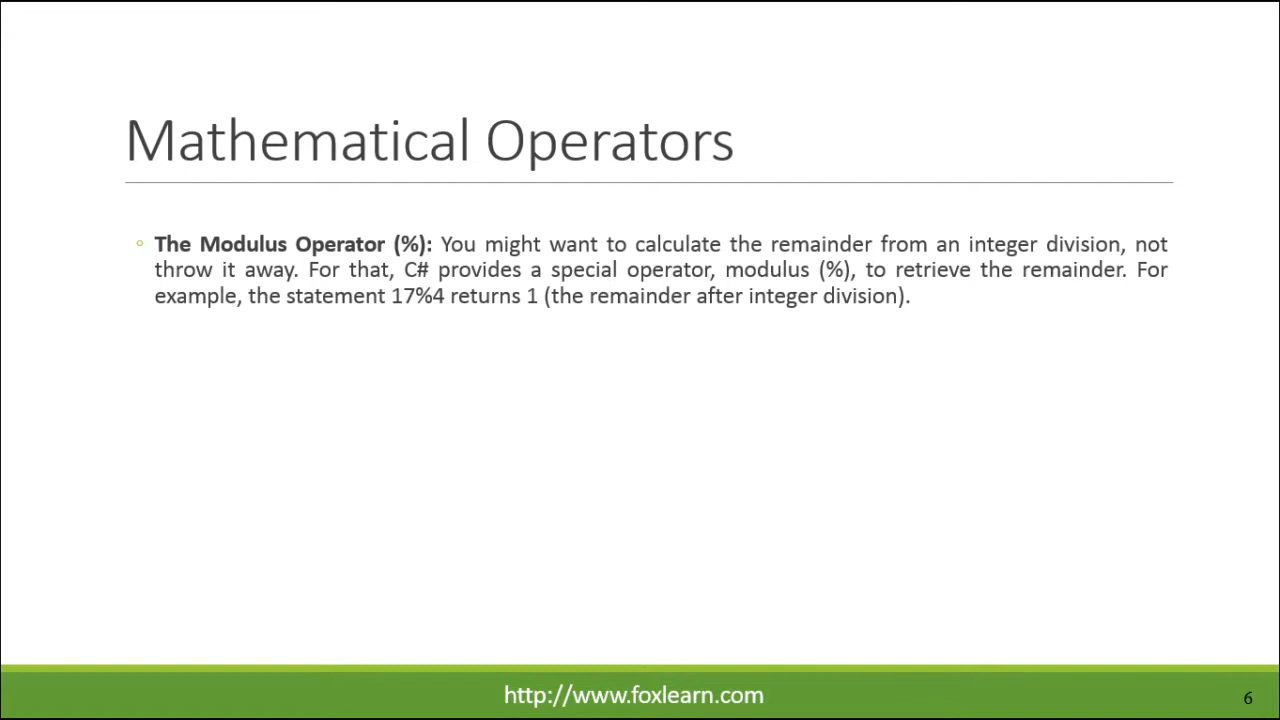 Mathematical Operators
◦ The Modulus Operator (%): You might want to calculate the remainder from an integer division, not
throw it away. For that, C# provides a special operator, modulus (%), to retrieve the remainder. For
example, the statement 17%4 returns 1 (the remainder after integer division).
http://www.foxlearn.com
6